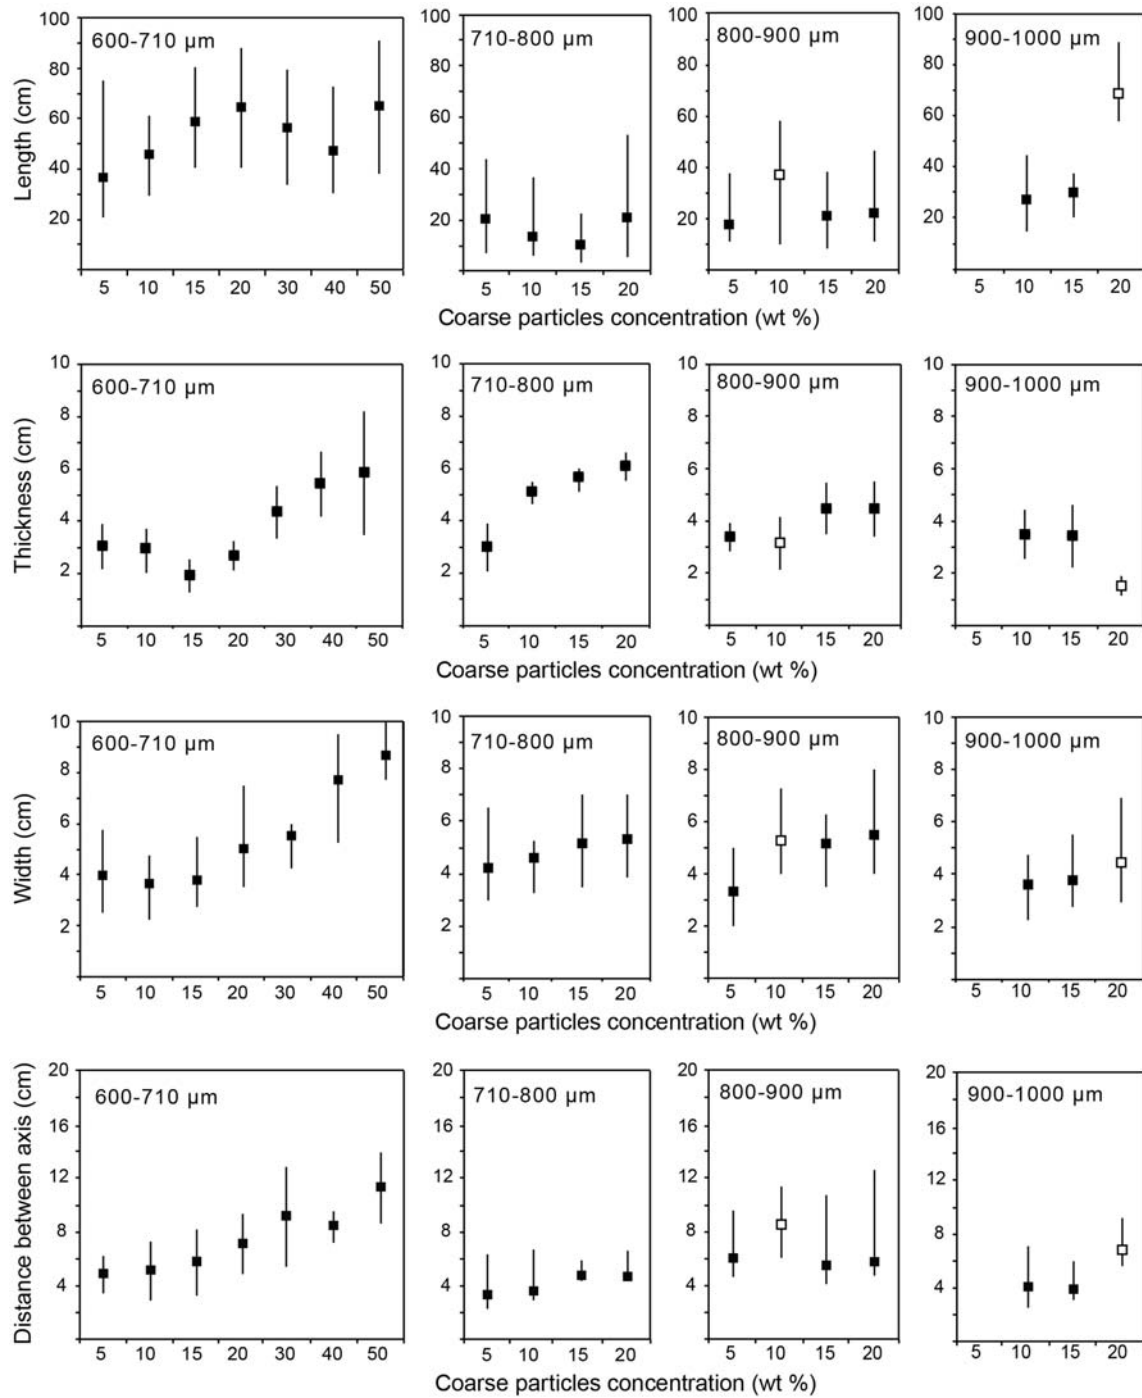 600-710 µm 710-800 µm 800-900 µm 900-1000 µm
Length (cm)
100 80 60 40 20
100 80 60 40 20
100 80 60 40 20
100 80 60 40 20
5 10 15 20 30 40 50 5 10 15 20 5 10 15 20 5 10 15 20
Coarse particles concentration (wt %)
600-710 µm 710-800 µm 800-900 µm 900-1000 µm
Thickness (cm)
10 8 6 4 2
10 8 6 4 2
10 8 6 4 2
10 8 6 4 2
5 10 15 20 30 40 50 5 10 15 20 5 10 15 20 5 10 15 20
Coarse particles concentration (wt %)
600-710 µm 710-800 µm 800-900 µm 900-1000 µm
Width (cm)
10 8 6 4 2
10 8 6 4 2
10 8 6 4 2
10 8 6 4 2
5 10 15 20 30 40 50 5 10 15 20 5 10 15 20 5 10 15 20
Coarse particles concentration (wt %)
600-710 µm 710-800 µm 800-900 µm 900-1000 µm
Distance between axis (cm)
20 16 12 8 4
20 16 12 8 4
20 16 12 8 4
20 16 12 8 4
5 10 15 20 30 40 50 5 10 15 20 5 10 15 20 5 10 15 20
Coarse particles concentration (wt %)